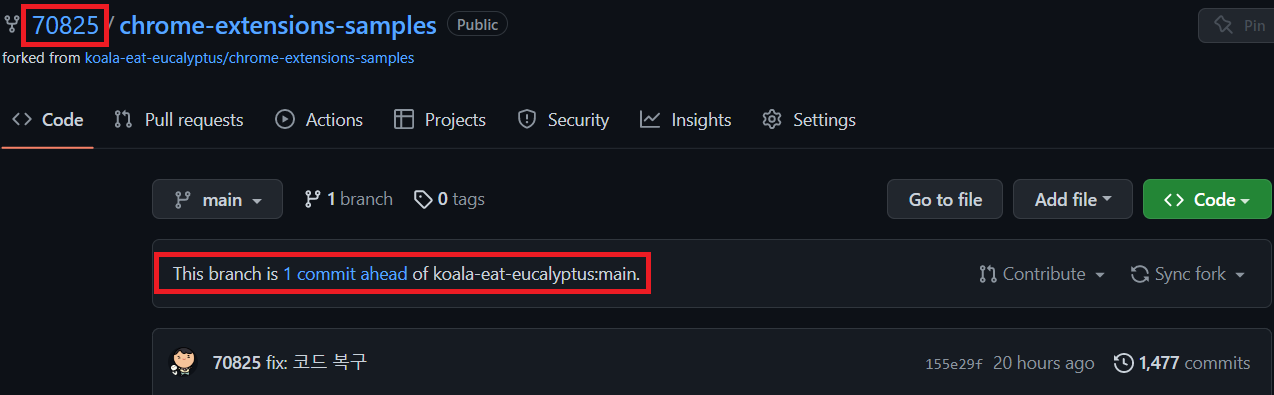 70825 / chrome-extensions-samples Public Pin
forked from koala-eat-eucalyptus/chrome-extensions-samples
Code Pull requests Actions Projects Security Insights Settings
main 1 branch 0 tags Go to file Add file Code
This branch is 1 commit ahead of koala-eat-eucalyptus:main. Contribute Sync fork
70825 fix: 코드 복구 155e29f 20 hours ago 1,477 commits